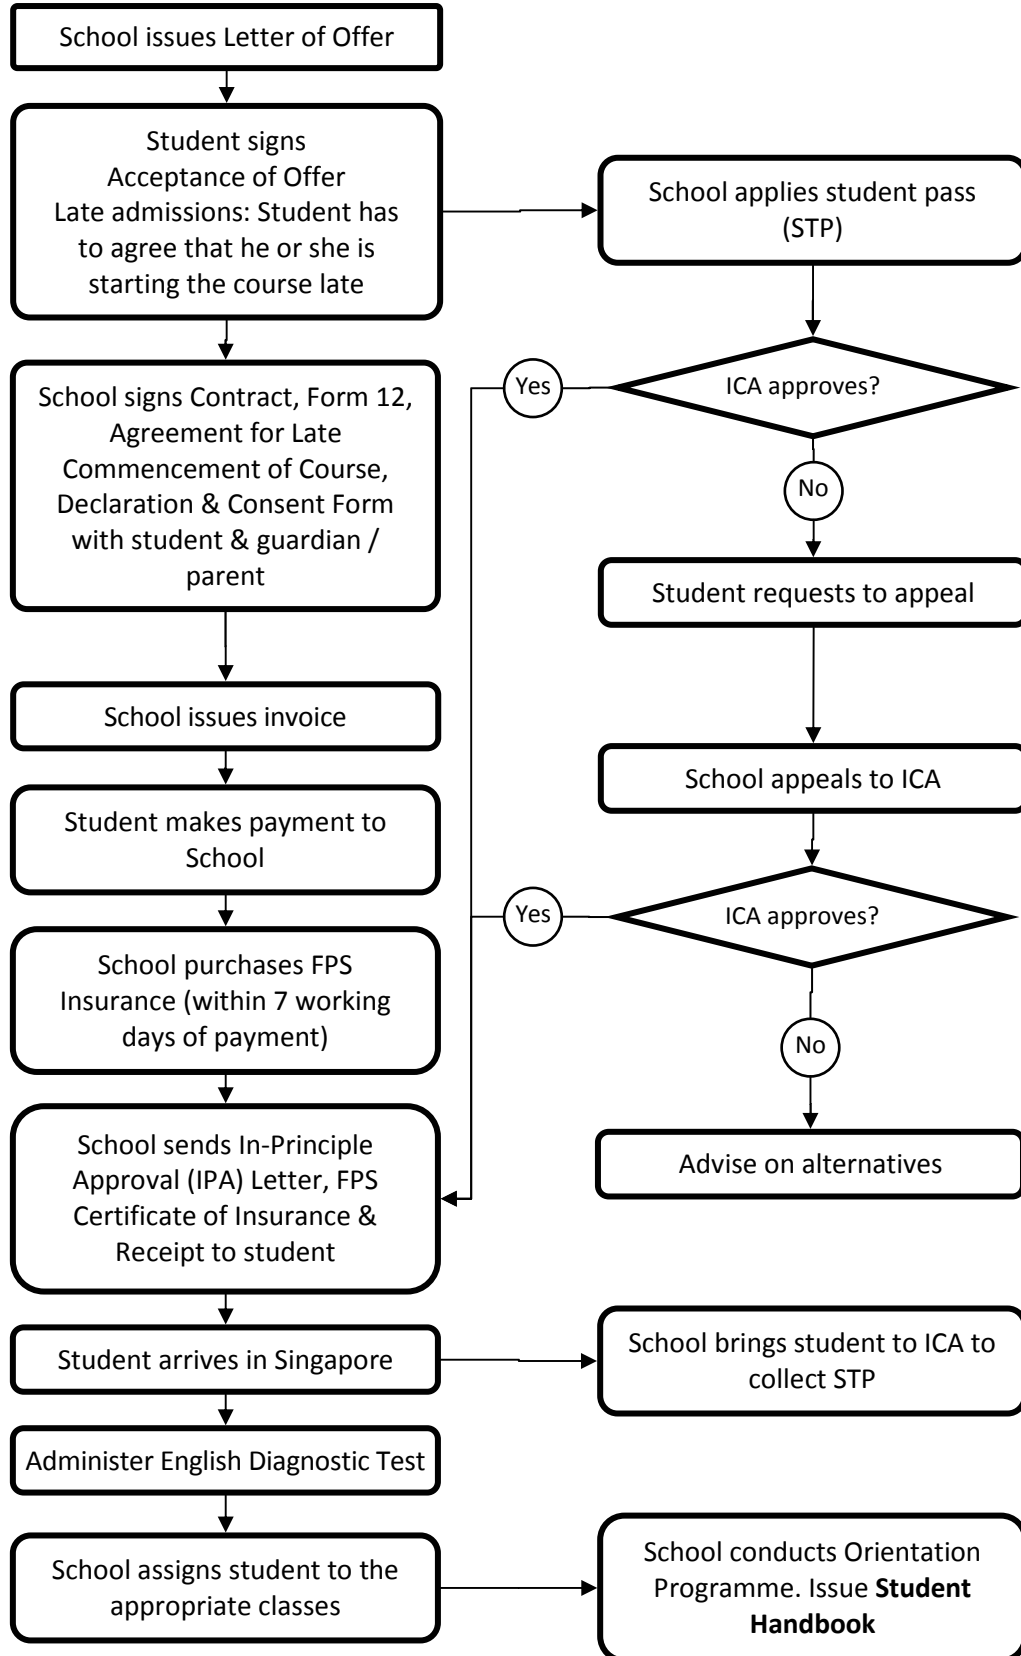 School issues Letter of Offer
Student signs
Acceptance of Offer
Late admissions: Student has
to agree that he or she is
starting the course late
School applies student pass
(STP)
ICA approves?
Yes
No
School signs Contract, Form 12,
Agreement for Late
Commencement of Course,
Declaration & Consent Form
with student & guardian /
parent
Student requests to appeal
School issues invoice
School appeals to ICA
Student makes payment to
School
ICA approves?
Yes
No
School purchases FPS
Insurance (within 7 working
days of payment)
School sends In-Principle
Approval (IPA) Letter, FPS
Certificate of Insurance &
Receipt to student
Advise on alternatives
Student arrives in Singapore
School brings student to ICA to
collect STP
Administer English Diagnostic Test
School assigns student to the
appropriate classes
School conducts Orientation
Programme. Issue Student
Handbook